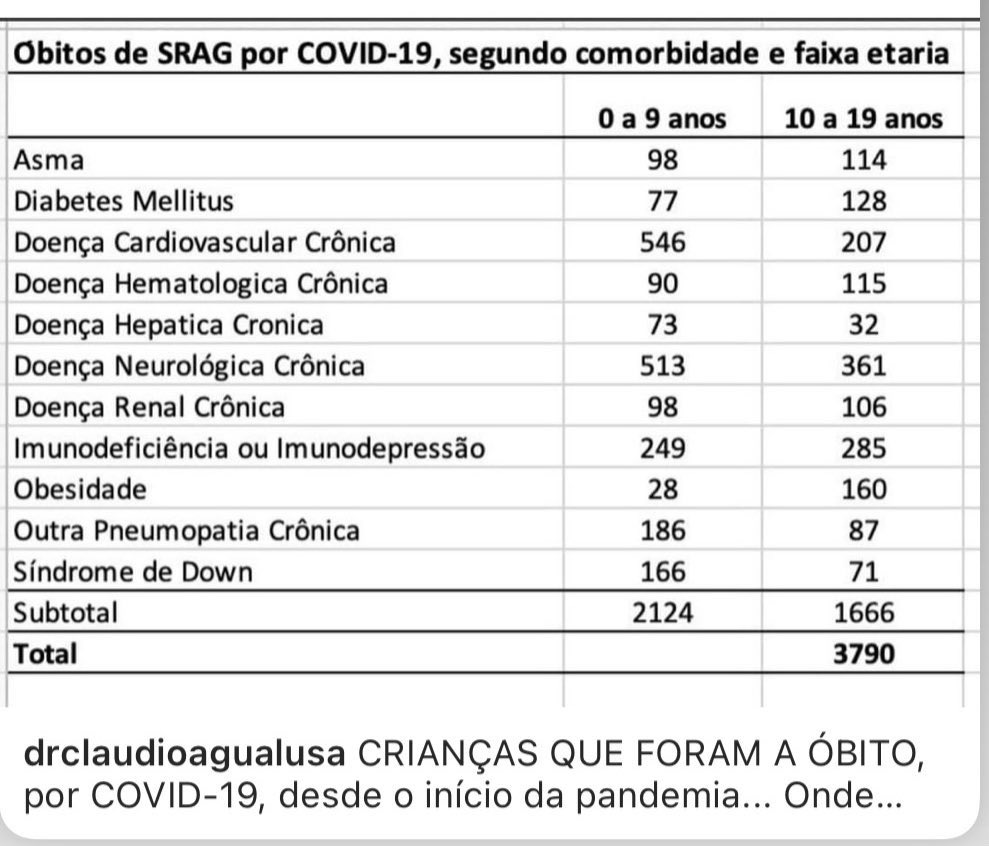 Óbitos de SRAG por COVID-19, segundo comorbidade e faixa etaria
0 a 9 anos 10 a 19 anos
Asma 98 114
Diabetes Mellitus 77 128
Doença Cardiovascular Crônica 546 207
Doença Hematologica Crônica 90 115
Doença Hepatica Cronica 73 32
Doença Neurológica Crônica 513 361
Doença Renal Crônica 98 106
Imunodeficiência ou Imunodepressão 249 285
Obesidade 28 160
Outra Pneumopatia Crônica 186 87
Síndrome de Down 166 71
Subtotal 2124 1666
Total 3790
drclaudioagualusa CRIANÇAS QUE FORAM A ÓBITO,
por COVID-19, desde o início da pandemia... Onde...